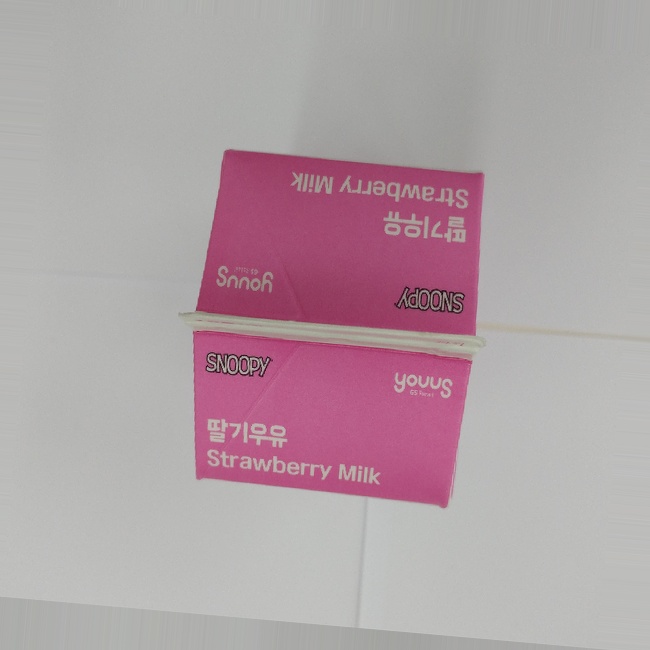 SNOOPY
youus
딸기우유
Strawberry Milk
SNOOPY
youus
딸기우유
Strawberry Milk